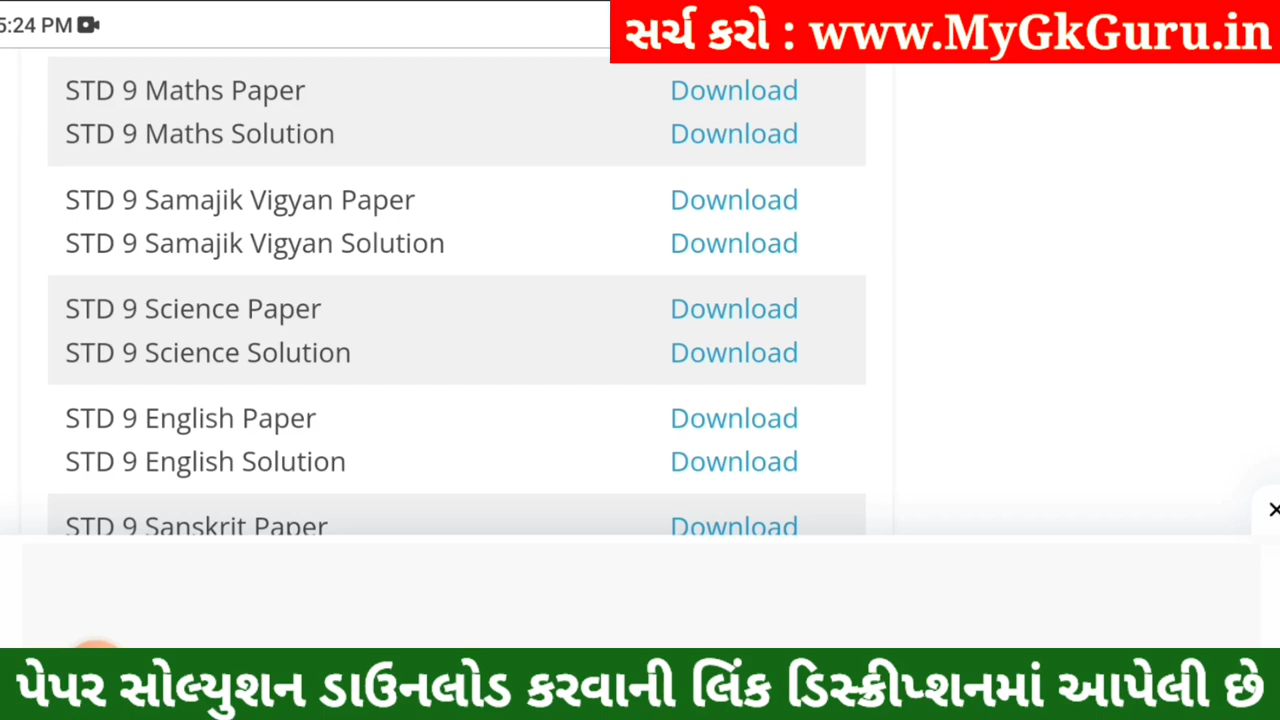 5:24 PM
સર્ચ કરો : www.MyGkGuru.in
STD 9 Maths Paper Download
STD 9 Maths Solution Download
STD 9 Samajik Vigyan Paper Download
STD 9 Samajik Vigyan Solution Download
STD 9 Science Paper Download
STD 9 Science Solution Download
STD 9 English Paper Download
STD 9 English Solution Download
STD 9 Sanskrit Paper Download
પેપર સોલ્યુશન ડાઉનલોડ કરવાની લિંક ડિસ્ક્રીપ્શનમાં આપેલી છે